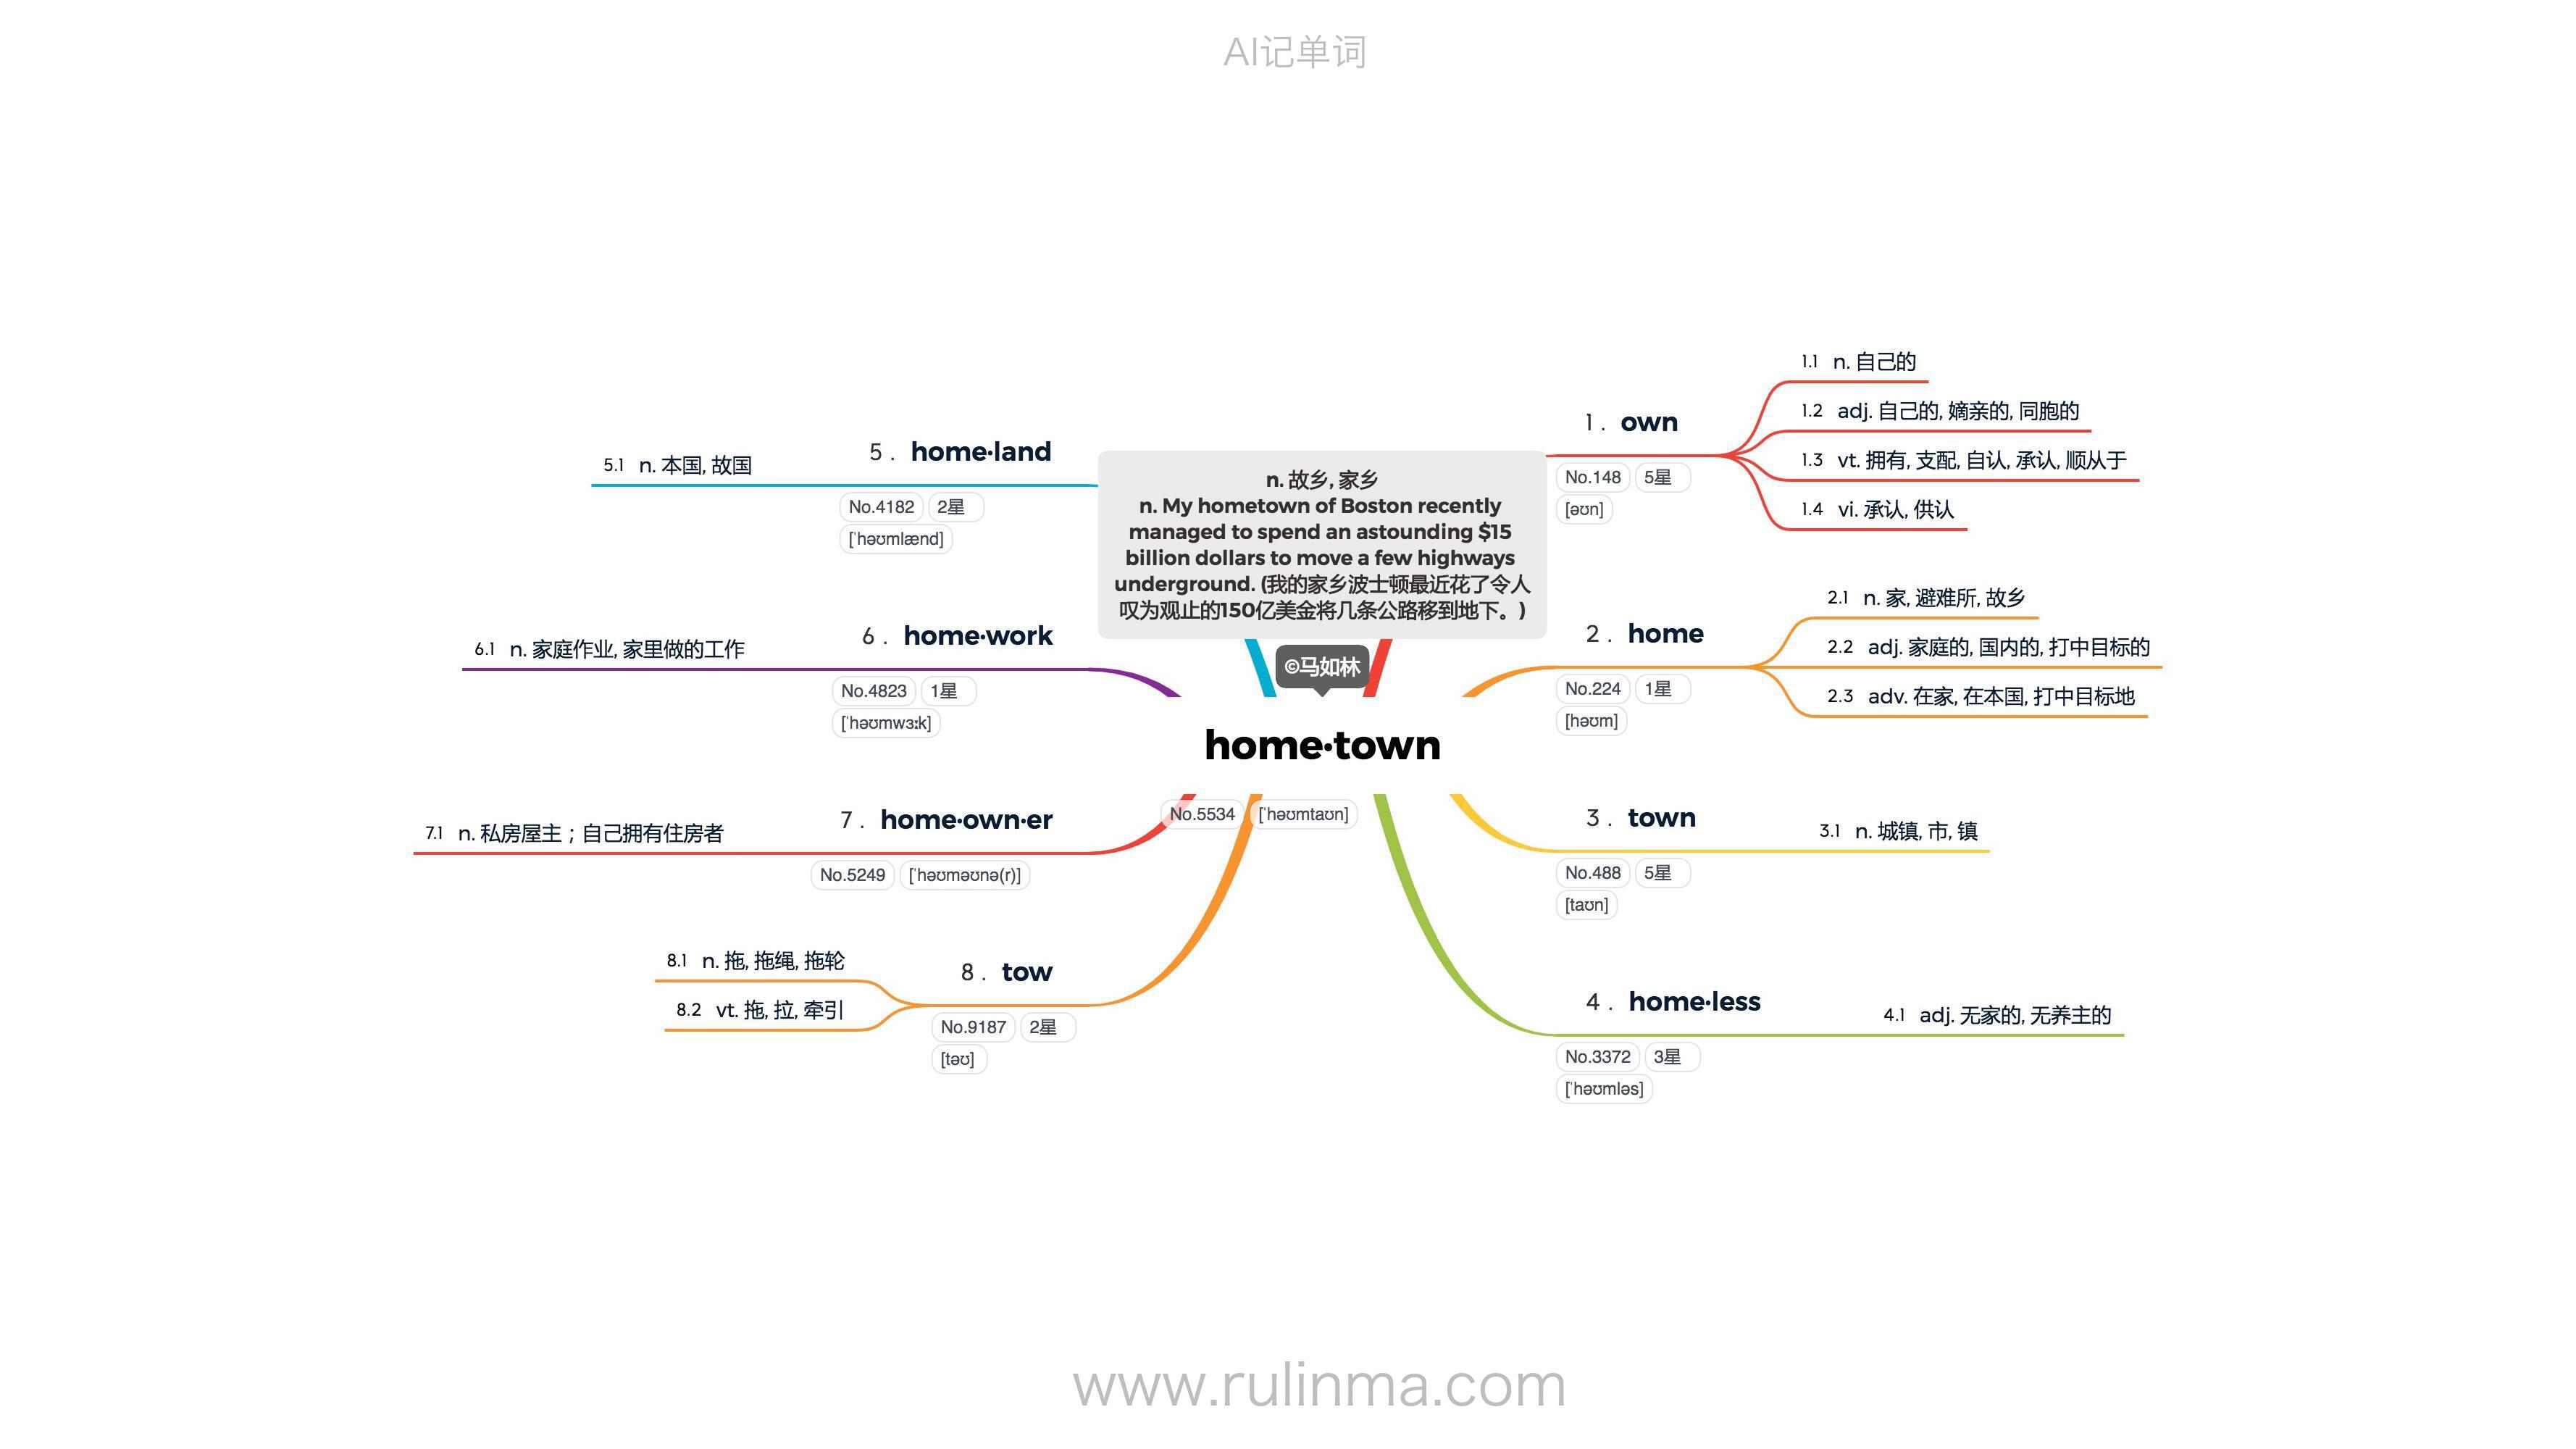 AI记单词
n. 故乡, 家乡
n. My hometown of Boston recently
managed to spend an astounding $15
billion dollars to move a few highways
underground. (我的家乡波士顿最近花了令人
叹为观止的150亿美金将几条公路移到地下。)
©马如林
home·town
No.5534 [ˈhəʊmtaʊn]
1 . own
No.148 5星
[əʊn]
1.1 n. 自己的
1.2 adj. 自己的, 嫡亲的, 同胞的
1.3 vt. 拥有, 支配, 自认, 承认, 顺从于
1.4 vi. 承认, 供认
2 . home
No.224 1星
[həʊm]
2.1 n. 家, 避难所, 故乡
2.2 adj. 家庭的, 国内的, 打中目标的
2.3 adv. 在家, 在本国, 打中目标地
3 . town
No.488 5星
[taʊn]
3.1 n. 城镇, 市, 镇
4 . home·less
No.3372 3星
[ˈhəʊmləs]
4.1 adj. 无家的, 无养主的
5 . home·land
No.4182 2星
[ˈhəʊmlænd]
5.1 n. 本国, 故国
6 . home·work
No.4823 1星
[ˈhəʊmwɜːk]
6.1 n. 家庭作业, 家里做的工作
7 . home·own·er
No.5249 [ˈhəʊməʊnə(r)]
7.1 n. 私房屋主；自己拥有住房者
8 . tow
No.9187 2星
[təʊ]
8.1 n. 拖, 拖绳, 拖轮
8.2 vt. 拖, 拉, 牵引
www.rulinma.com